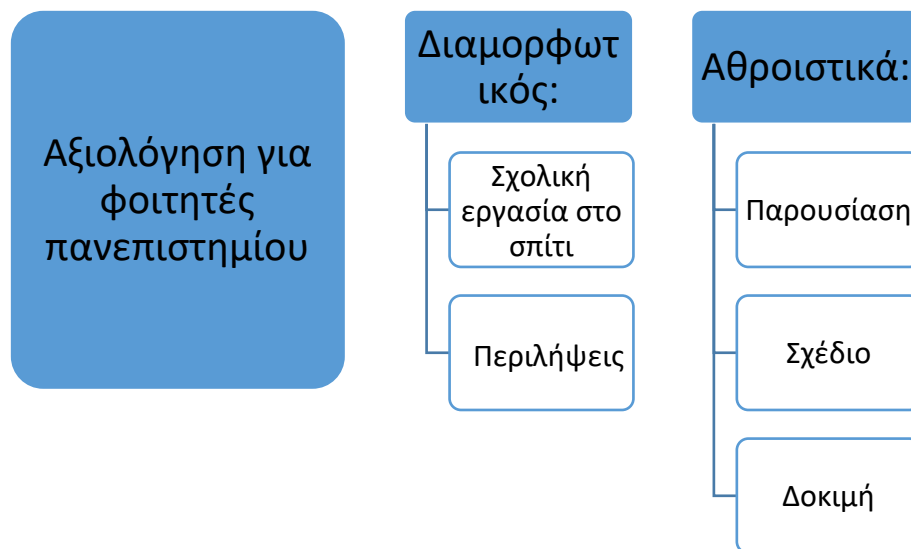 Αξιολόγηση για
φοιτητές
πανεπιστημίου
Διαμορφωτ
ικός:
Σχολική
εργασία στο
σπίτι
Περιλήψεις
Αθροιστικά:
Παρουσίαση
Σχέδιο
Δοκιμή